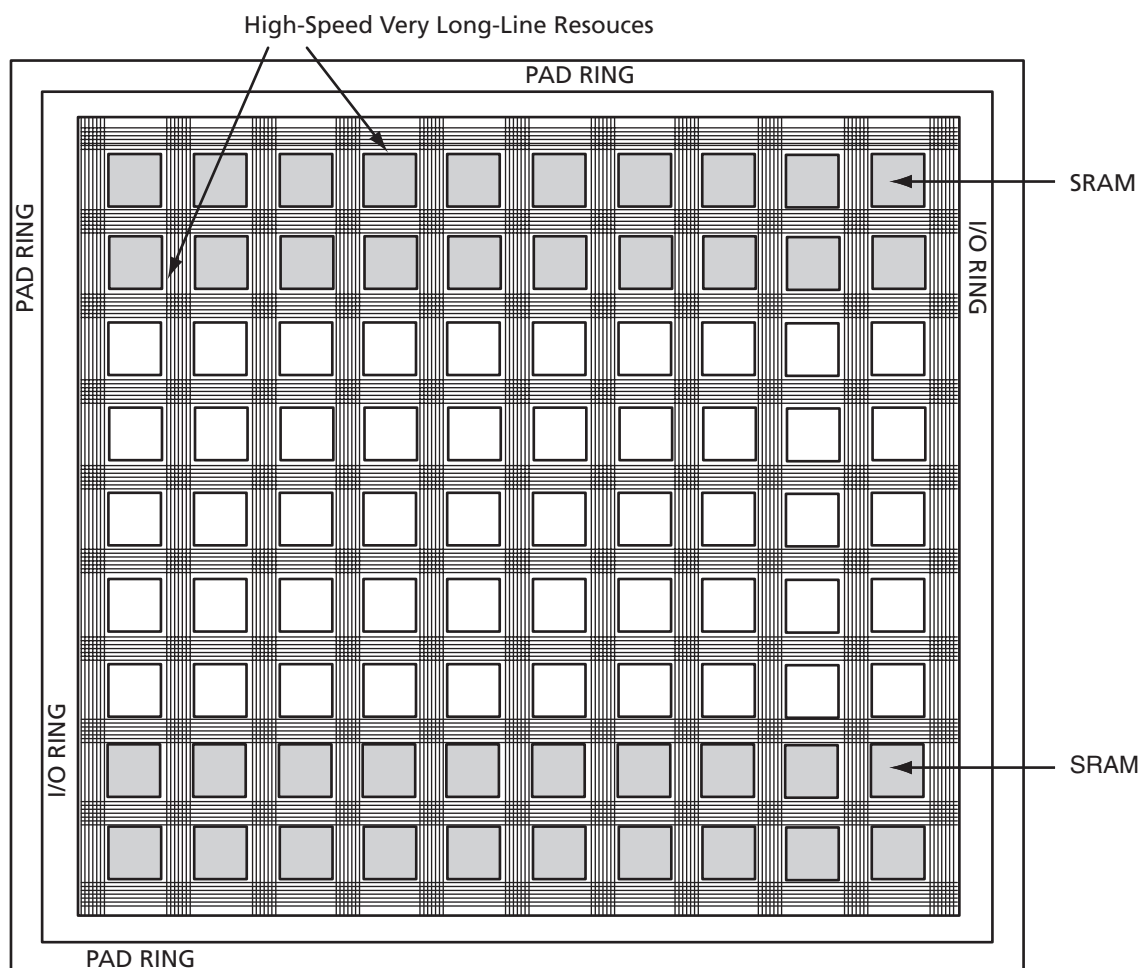 High-Speed Very Long-Line Resouces
PAD RING
SRAM
PAD RING
I/O RING
I/O RING
SRAM
PAD RING